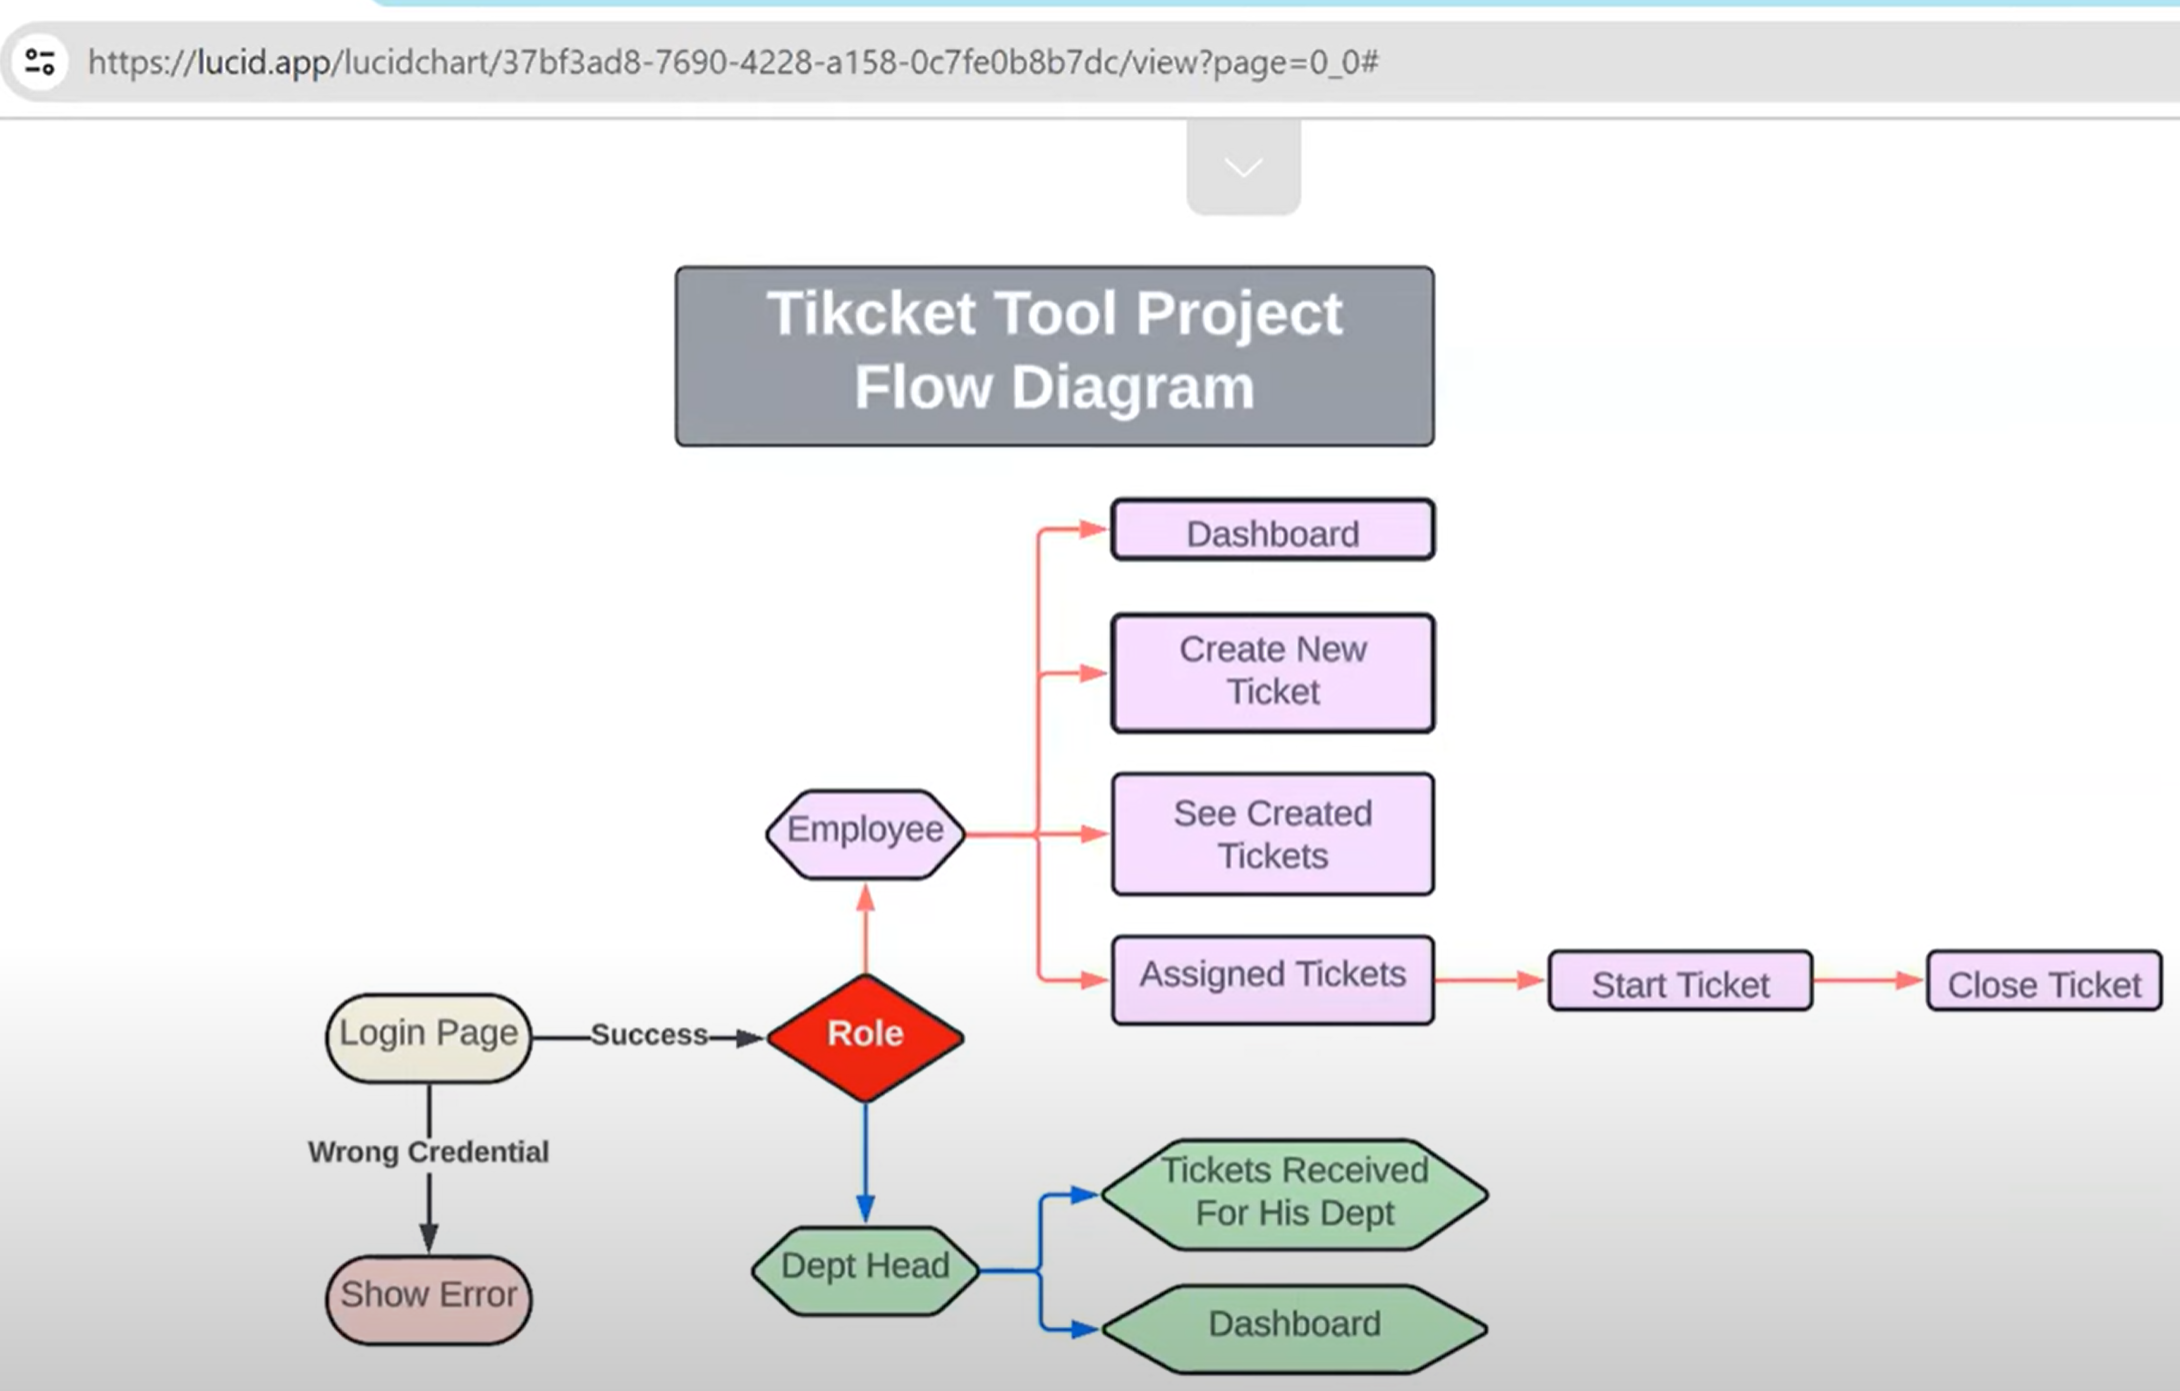 https://lucid.app/lucidchart/37bf3ad8-7690-4228-a158-0c7fe0b8b7dc/view?page=0_0#
Tikcket Tool Project
Flow Diagram
Dashboard
Create New
Ticket
Employee
See Created
Tickets
Assigned Tickets
Start Ticket
Close Ticket
Login Page
Success
Role
Wrong Credential
Tickets Received
For His Dept
Dept Head
Show Error
Dashboard